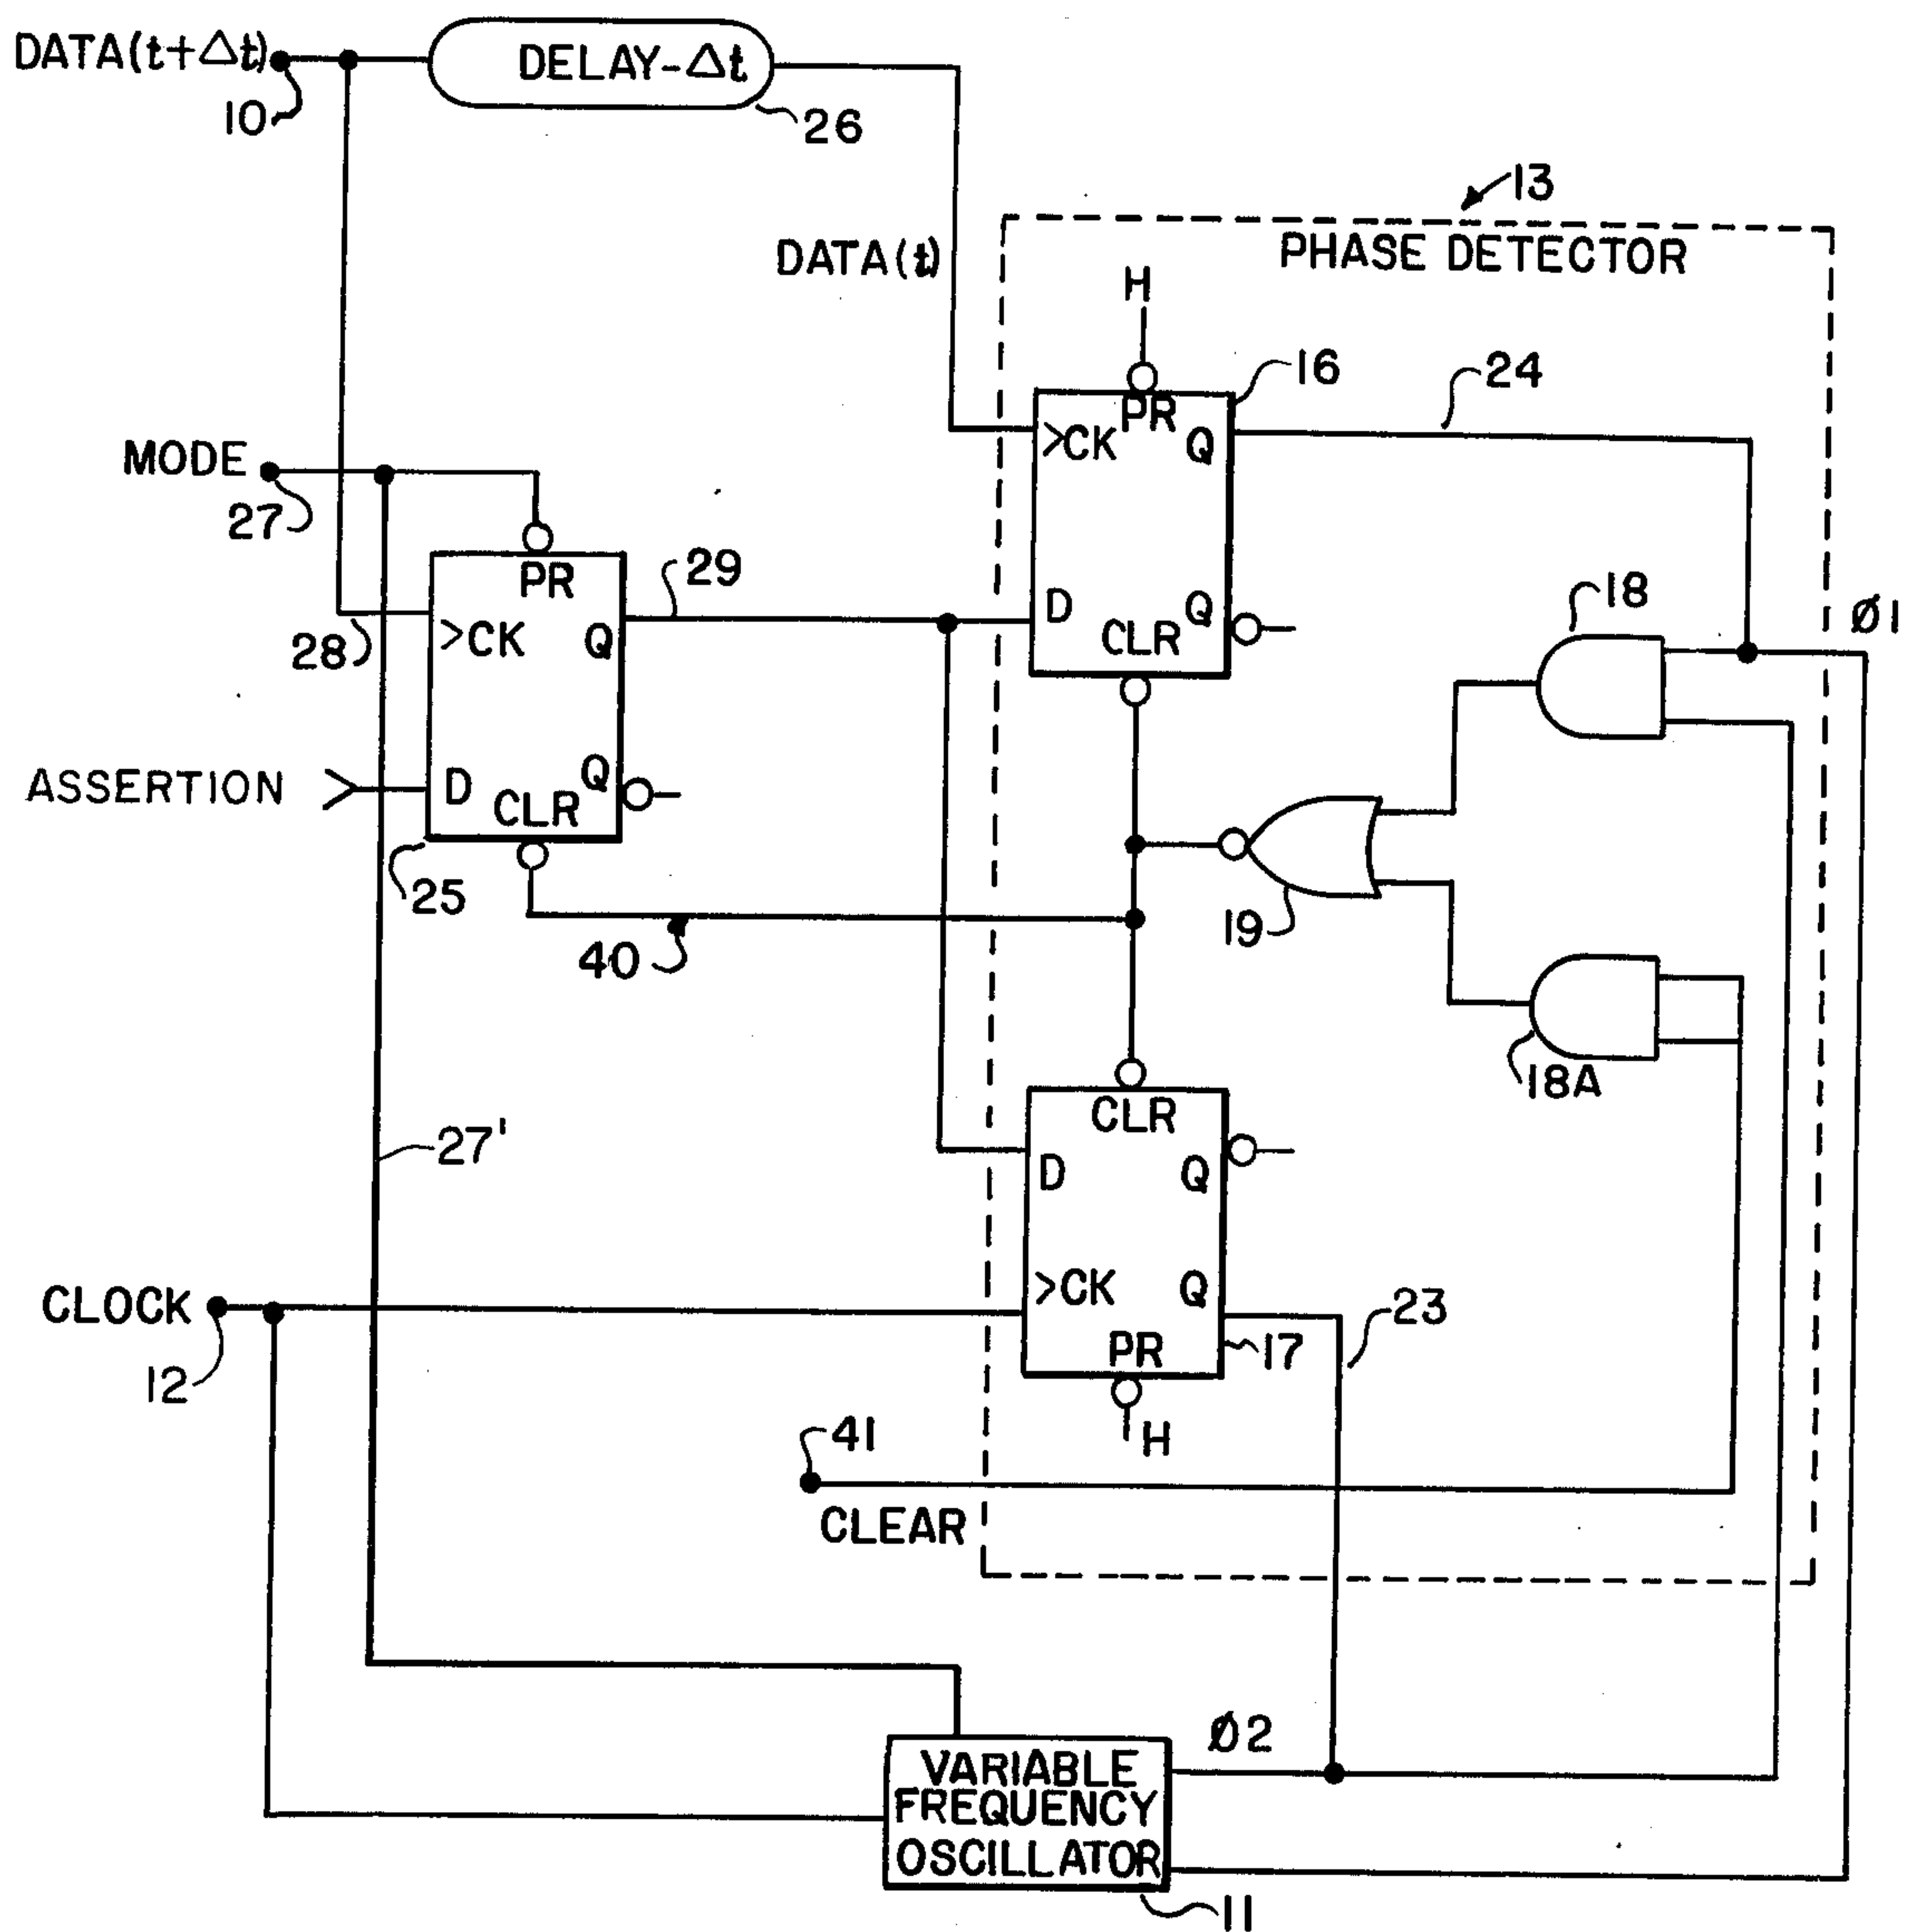 DATA(t+Δt)
DELAY-Δt
10
26
13
PHASE DETECTOR
DATA(t)
H
16
24
PR
>CK
Q
MODE
27
29
PR
18
Ø1
D
Q
CLR
28
>CK
Q
ASSERTION
D
Q
CLR
25
19
40
18A
CLR
27'
D
Q
CLOCK
>CK
Q
23
PR
17
12
41
H
CLEAR
Ø2
VARIABLE
FREQUENCY
OSCILLATOR
11